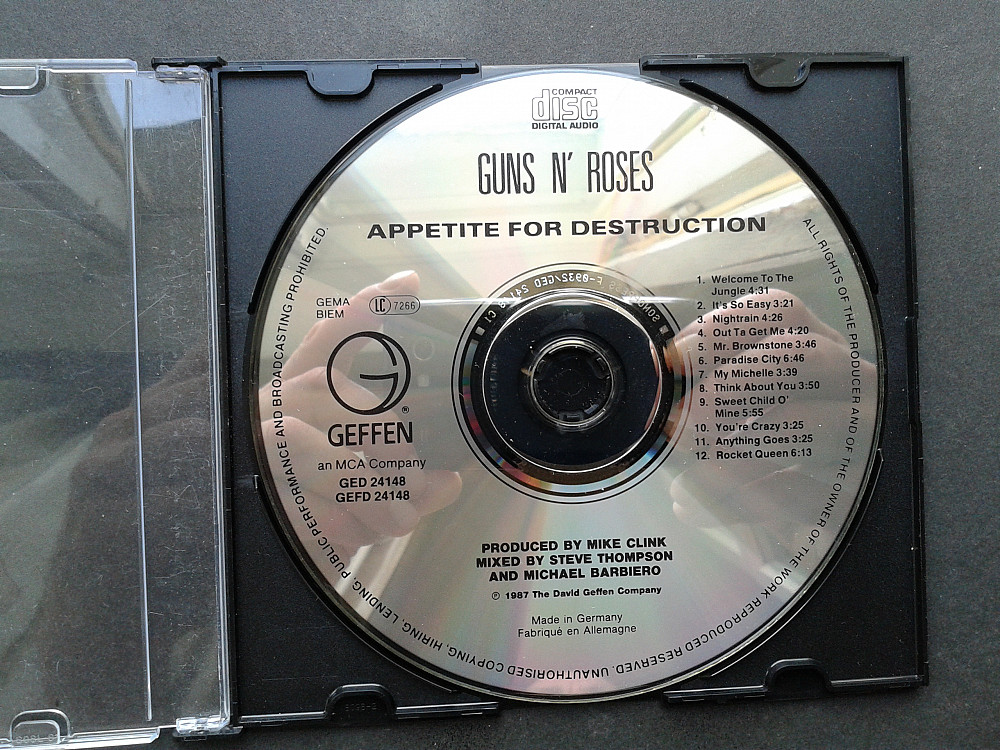 COMPACT
disc
DIGITAL AUDIO
GUNS N' ROSES
APPETITE FOR DESTRUCTION
GEMA
BIEM
LC 7266
GEFFEN
®
an MCA Company
GED 24148
GEFD 24148
1. Welcome To The
Jungle 4:31
2. It's So Easy 3:21
3. Nightrain 4:26
4. Out Ta Get Me 4:20
5. Mr. Brownstone 3:46
6. Paradise City 6:46
7. My Michelle 3:39
8. Think About You 3:50
9. Sweet Child O'
Mine 5:55
10. You're Crazy 3:25
11. Anything Goes 3:25
12. Rocket Queen 6:13
PRODUCED BY MIKE CLINK
MIXED BY STEVE THOMPSON
AND MICHAEL BARBIERO
℗ 1987 The David Geffen Company
Made in Germany
Fabriqué en Allemagne
ALL RIGHTS OF THE PRODUCER AND OF THE OWNER OF THE WORK REPRODUCED RESERVED. UNAUTHORISED COPYING, HIRING, LENDING, PUBLIC PERFORMANCE AND BROADCASTING PROHIBITED.